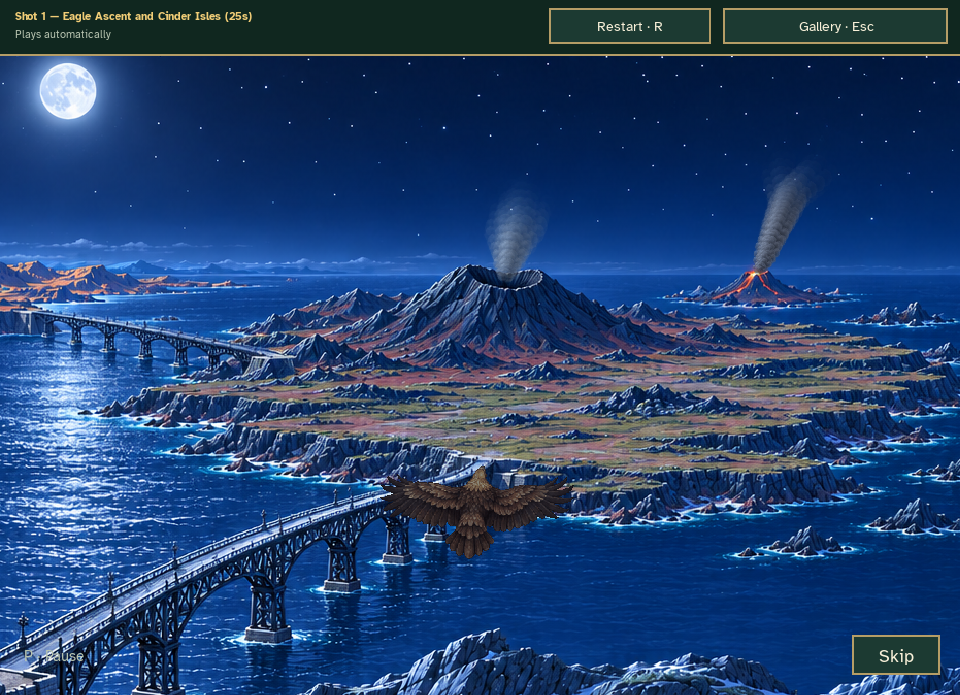 Shot 1 — Eagle Ascent and Cinder Isles (25s)
Plays automatically
Restart · R
Gallery · Esc
P · Pause
Skip